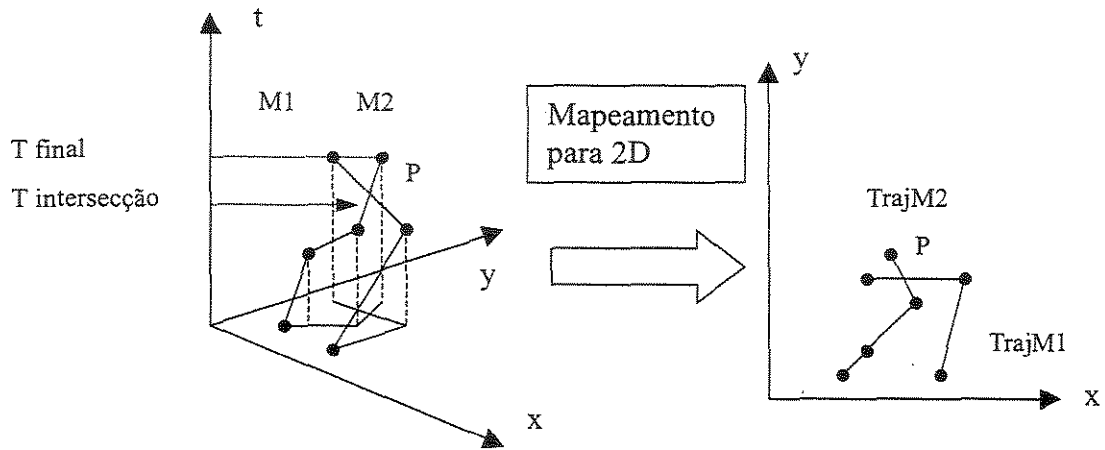 t
M1 M2
T final
P
T intersecção
y
x
Mapeamento
para 2D
y
TrajM2
P
TrajM1
x